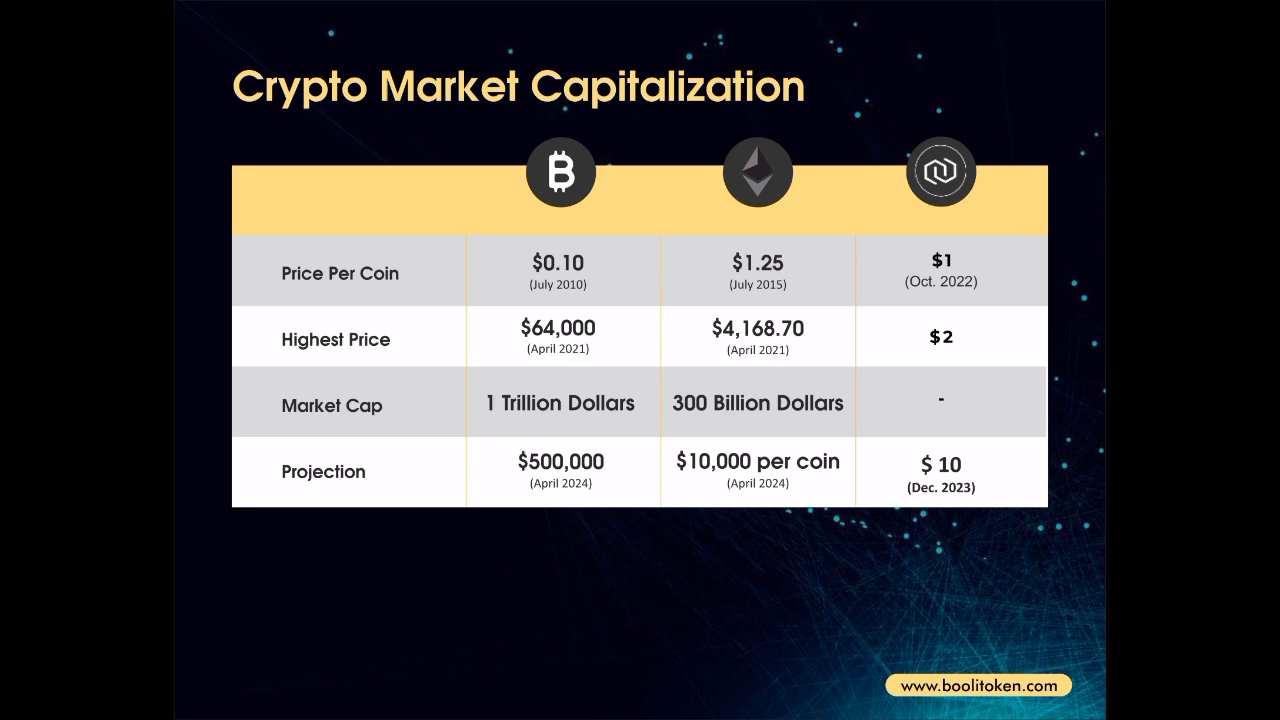 Crypto Market Capitalization
Price Per Coin
$0.10
(July 2010)
$1.25
(July 2015)
$1
(Oct. 2022)
Highest Price
$64,000
(April 2021)
$4,168.70
(April 2021)
$2
Market Cap
1 Trillion Dollars
300 Billion Dollars
-
Projection
$500,000
(April 2024)
$10,000 per coin
(April 2024)
$ 10
(Dec. 2023)
www.boolitoken.com